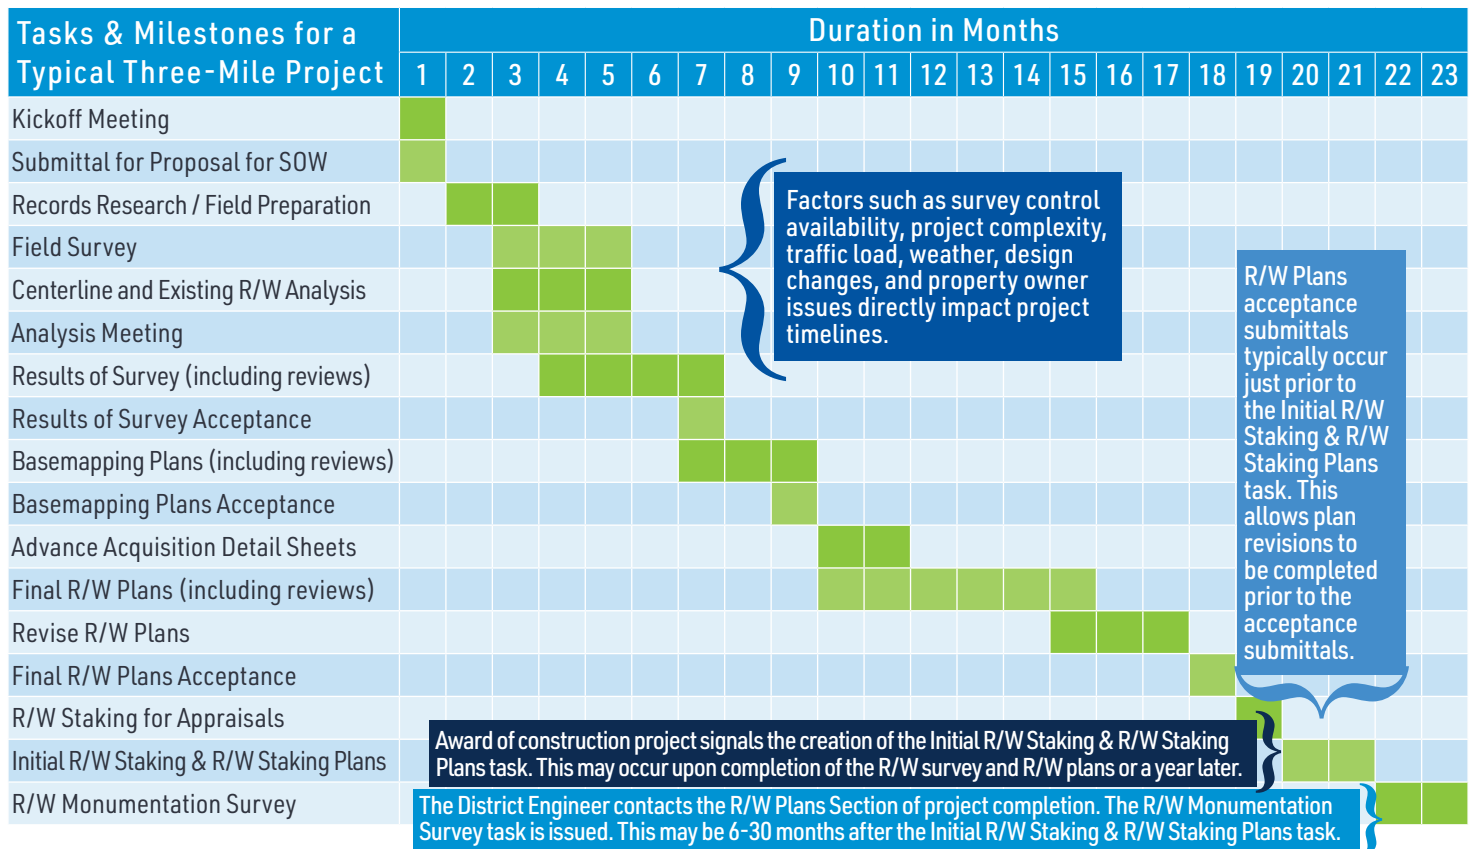 Tasks & Milestones for a
Typical Three-Mile Project
Duration in Months
1 2 3 4 5 6 7 8 9 10 11 12 13 14 15 16 17 18 19 20 21 22 23
Kickoff Meeting
Submittal for Proposal for SOW
Records Research / Field Preparation
Field Survey
Centerline and Existing R/W Analysis
Analysis Meeting
Results of Survey (including reviews)
Results of Survey Acceptance
Basemapping Plans (including reviews)
Basemapping Plans Acceptance
Advance Acquisition Detail Sheets
Final R/W Plans (including reviews)
Revise R/W Plans
Final R/W Plans Acceptance
R/W Staking for Appraisals
Initial R/W Staking & R/W Staking Plans
R/W Monumentation Survey
Factors such as survey control
availability, project complexity,
traffic load, weather, design
changes, and property owner
issues directly impact project
timelines.
R/W Plans
acceptance
submittals
typically occur
just prior to
the Initial R/W
Staking & R/W
Staking Plans
task. This
allows plan
revisions to
be completed
prior to the
acceptance
submittals.
Award of construction project signals the creation of the Initial R/W Staking & R/W Staking
Plans task. This may occur upon completion of the R/W survey and R/W plans or a year later.
The District Engineer contacts the R/W Plans Section of project completion. The R/W Monumentation
Survey task is issued. This may be 6-30 months after the Initial R/W Staking & R/W Staking Plans task.